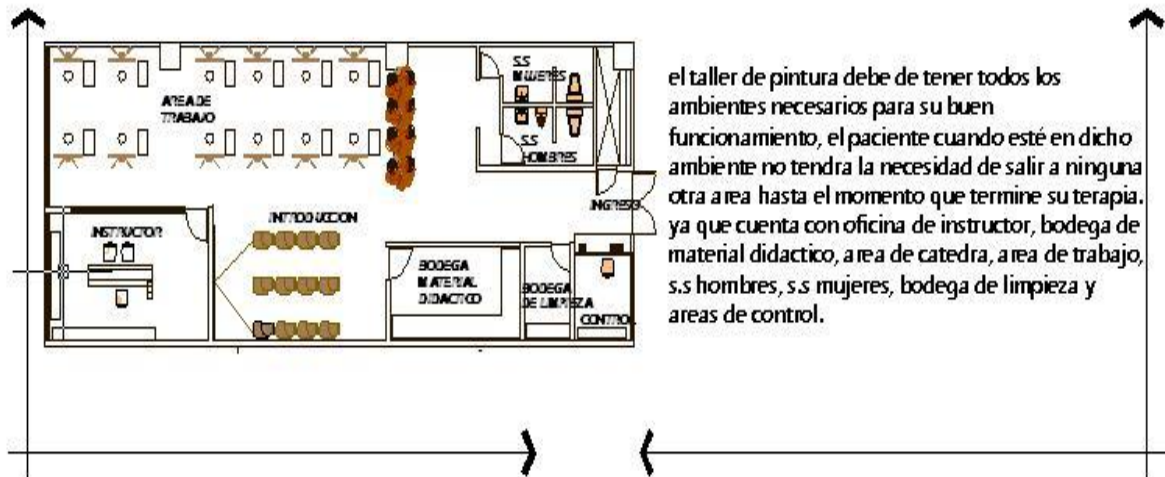 AREA DE
TRABAJO
S.S
MUJERES
S.S
HOMBRES
INGRESO
INSTRUCTOR
INTRODUCCION
BODEGA
MATERIAL
DIDACTICO
BODEGA
DE LIMPIEZA
CONTROL
el taller de pintura debe de tener todos los
ambientes necesarios para su buen
funcionamiento, el paciente cuando esté en dicho
ambiente no tendra la necesidad de salir a ninguna
otra area hasta el momento que termine su terapia.
ya que cuenta con oficina de instructor, bodega de
material didactico, area de catedra, area de trabajo,
s.s hombres, s.s mujeres, bodega de limpieza y
areas de control.